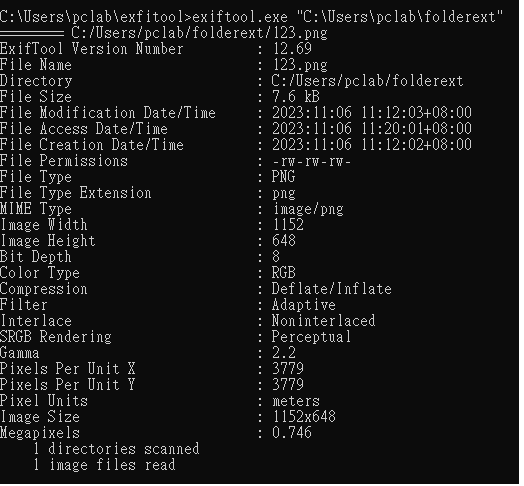 C:\Users\pclab\exfitool>exiftool.exe "C:\Users\pclab\folderext"
======== C:/Users/pclab/folderext/123.png
ExifTool Version Number : 12.69
File Name : 123.png
Directory : C:/Users/pclab/folderext
File Size : 7.6 kB
File Modification Date/Time : 2023:11:06 11:12:03+08:00
File Access Date/Time : 2023:11:06 11:20:01+08:00
File Creation Date/Time : 2023:11:06 11:12:02+08:00
File Permissions : -rw-rw-rw-
File Type : PNG
File Type Extension : png
MIME Type : image/png
Image Width : 1152
Image Height : 648
Bit Depth : 8
Color Type : RGB
Compression : Deflate/Inflate
Filter : Adaptive
Interlace : Noninterlaced
SRGB Rendering : Perceptual
Gamma : 2.2
Pixels Per Unit X : 3779
Pixels Per Unit Y : 3779
Pixel Units : meters
Image Size : 1152x648
Megapixels : 0.746
1 directories scanned
1 image files read